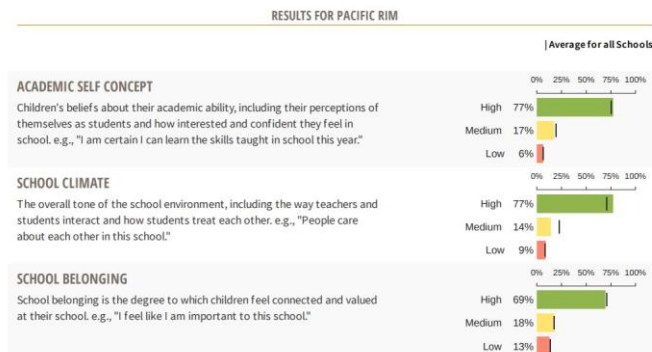 RESULTS FOR PACIFIC RIM
| Average for all Schools
ACADEMIC SELF CONCEPT
Children's beliefs about their academic ability, including their perceptions of
themselves as students and how interested and confident they feel in
school. e.g., "I am certain I can learn the skills taught in school this year."
0% 25% 50% 75% 100%
High 77%
Medium 17%
Low 6%
SCHOOL CLIMATE
The overall tone of the school environment, including the way teachers and
students interact and how students treat each other. e.g., "People care
about each other in this school."
0% 25% 50% 75% 100%
High 77%
Medium 14%
Low 9%
SCHOOL BELONGING
School belonging is the degree to which children feel connected and valued
at their school. e.g., "I feel like I am important to this school."
0% 25% 50% 75% 100%
High 69%
Medium 18%
Low 13%